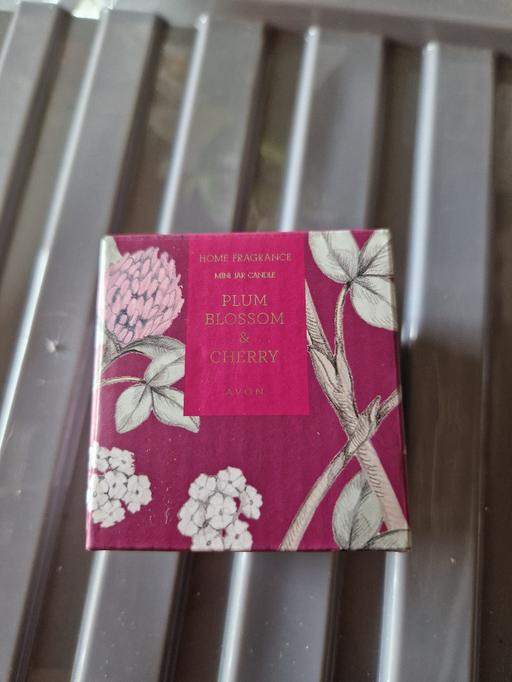 HOME FRAGRANCE
MINI JAR CANDLE
PLUM
BLOSSOM
&
CHERRY
AVON